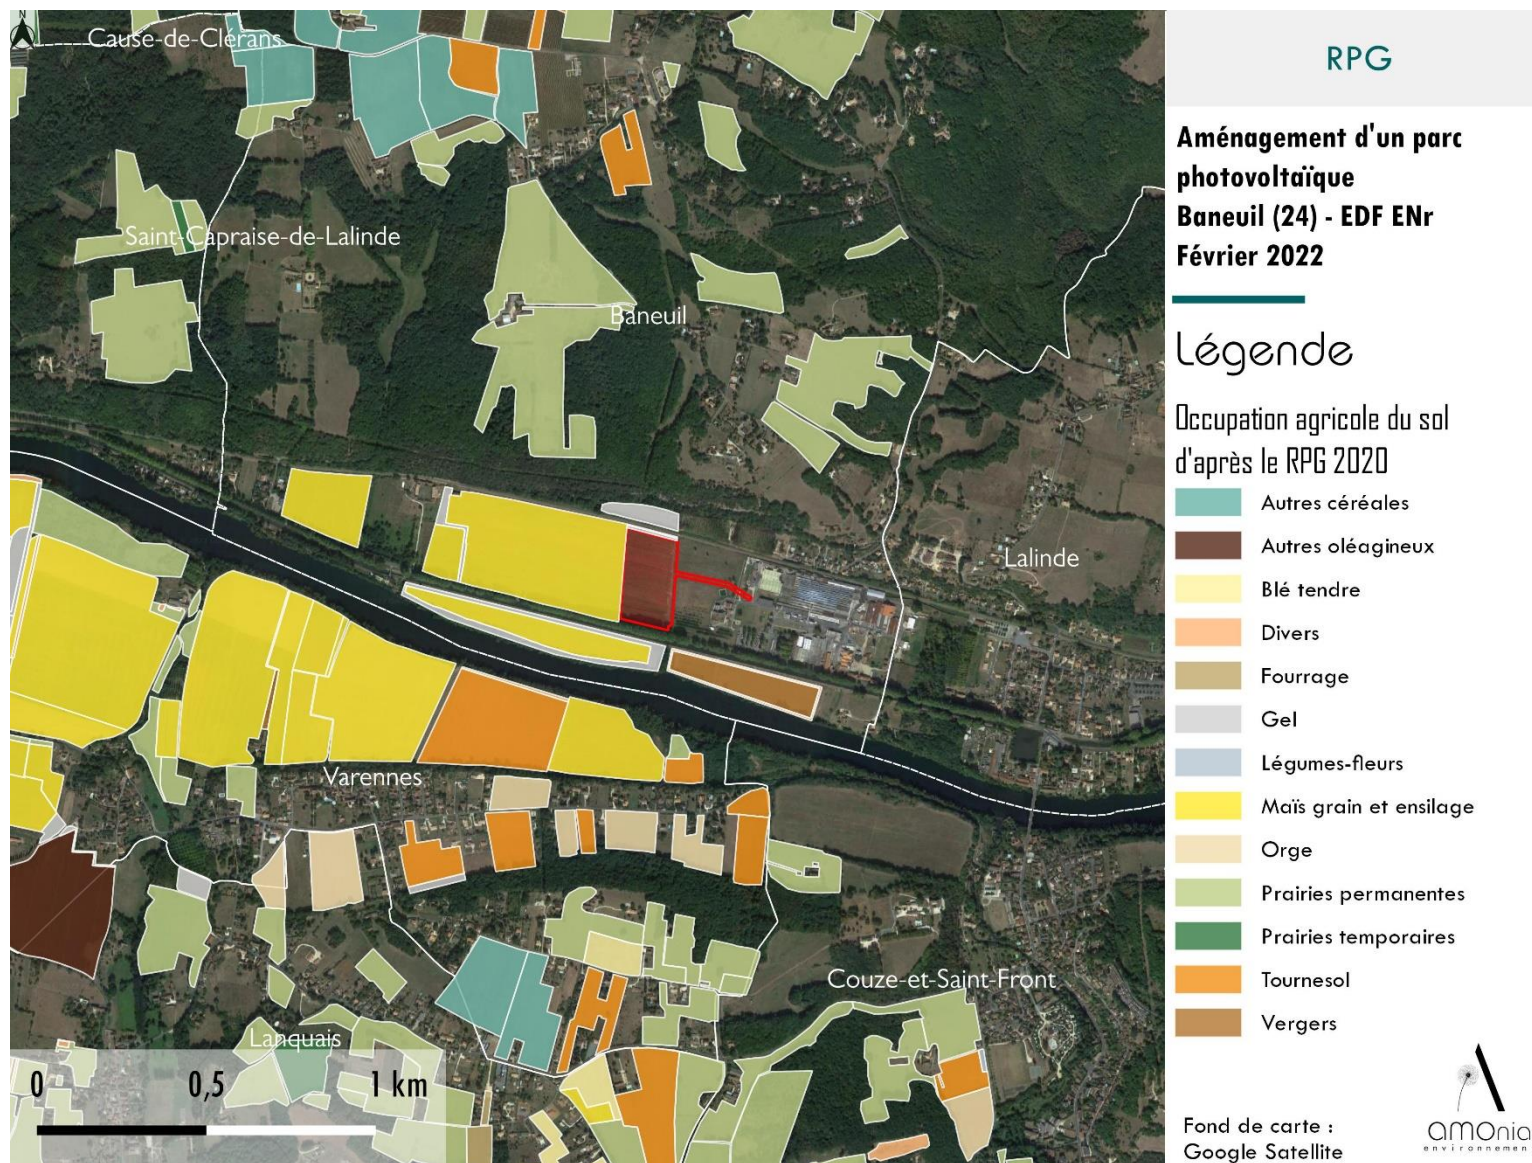 N
Cause-de-Clérans
Saint-Capraise-de-Lalinde
Baneuil
Lalinde
Varennes
Couze-et-Saint-Front
Lanquais
0 0,5 1 km
RPG
Aménagement d'un parc
photovoltaïque
Baneuil (24) - EDF ENr
Février 2022
Légende
Occupation agricole du sol
d'après le RPG 2020
Autres céréales
Autres oléagineux
Blé tendre
Divers
Fourrage
Gel
Légumes-fleurs
Maïs grain et ensilage
Orge
Prairies permanentes
Prairies temporaires
Tournesol
Vergers
Fond de carte :
Google Satellite
amonia
environnement